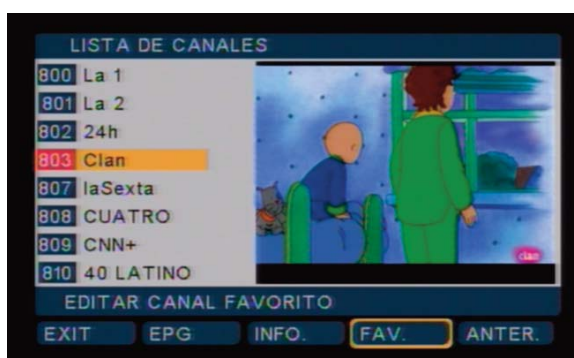 LISTA DE CANALES
800 La 1
801 La 2
802 24h
803 Clan
807 laSexta
808 CUATRO
809 CNN+
810 40 LATINO
clan
EDITAR CANAL FAVORITO
EXIT EPG INFO. FAV. ANTER.